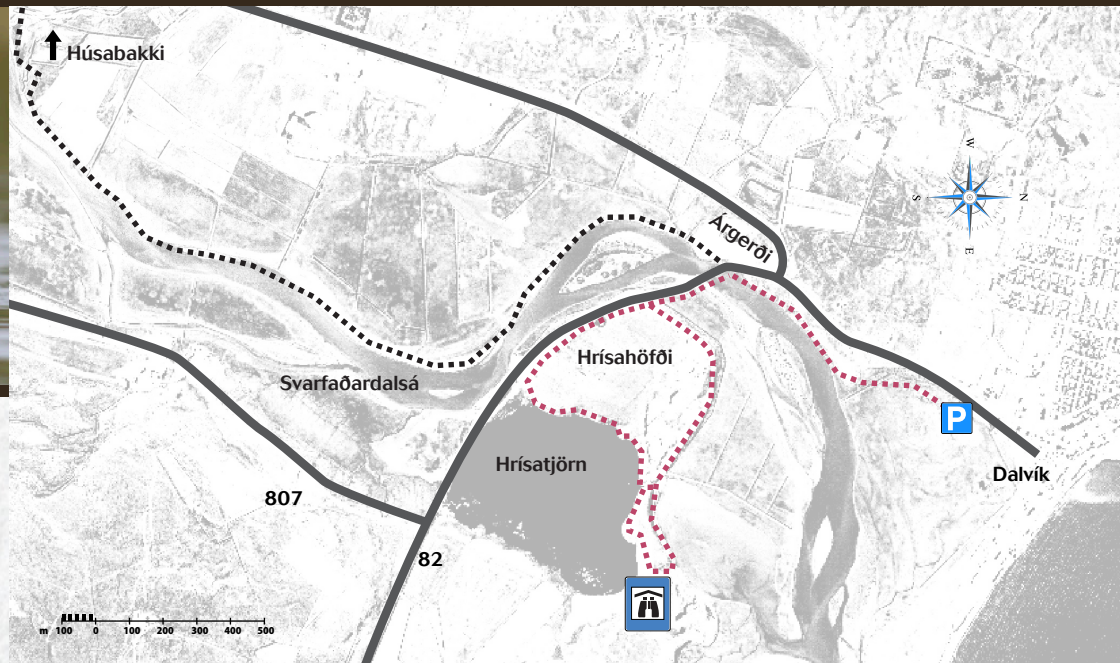 Húsabakki
W
S
N
E
Árgerði
Hrísahöfði
Svarfaðardalsá
P
Hrísatjörn
Dalvík
807
82
m 100 0 100 200 300 400 500